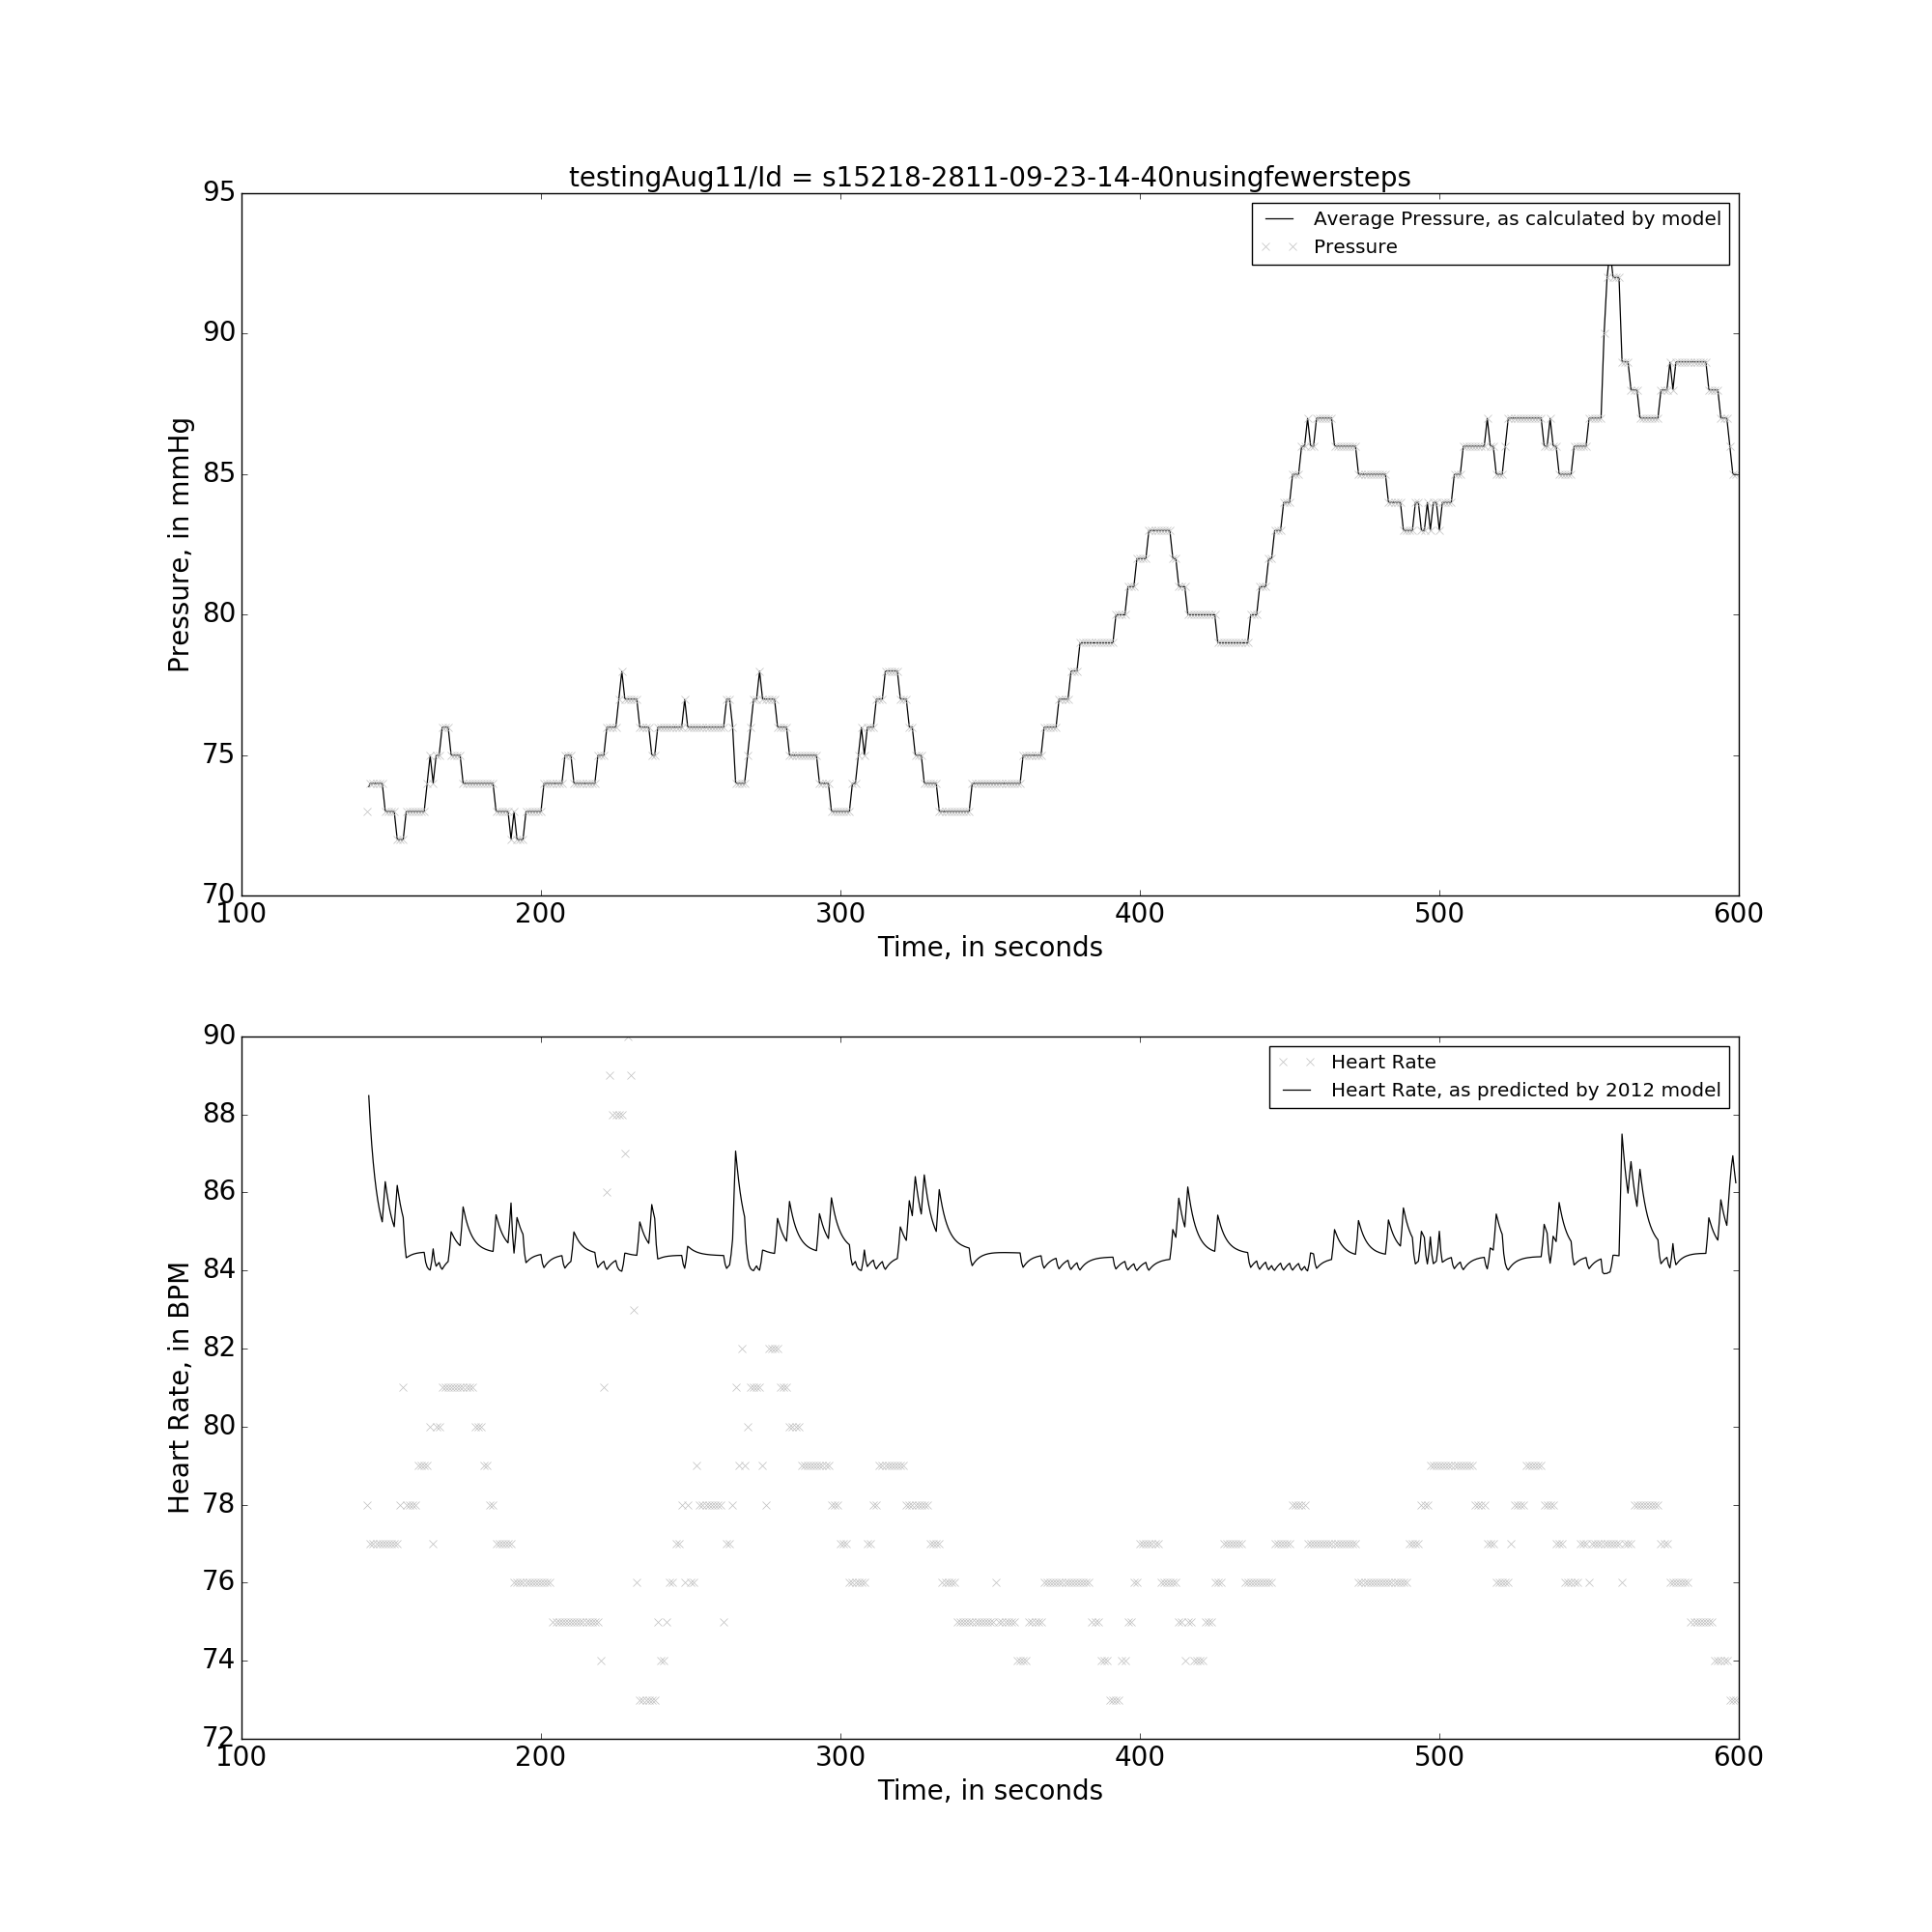 testingAug11/Id = s15218-2811-09-23-14-40nusingfewersteps
95
90
85
80
75
70
Pressure, in mmHg
Average Pressure, as calculated by model
Pressure
100 200 300 400 500 600
Time, in seconds
90
88
86
84
82
80
78
76
74
72
Heart Rate, in BPM
Heart Rate
Heart Rate, as predicted by 2012 model
100 200 300 400 500 600
Time, in seconds